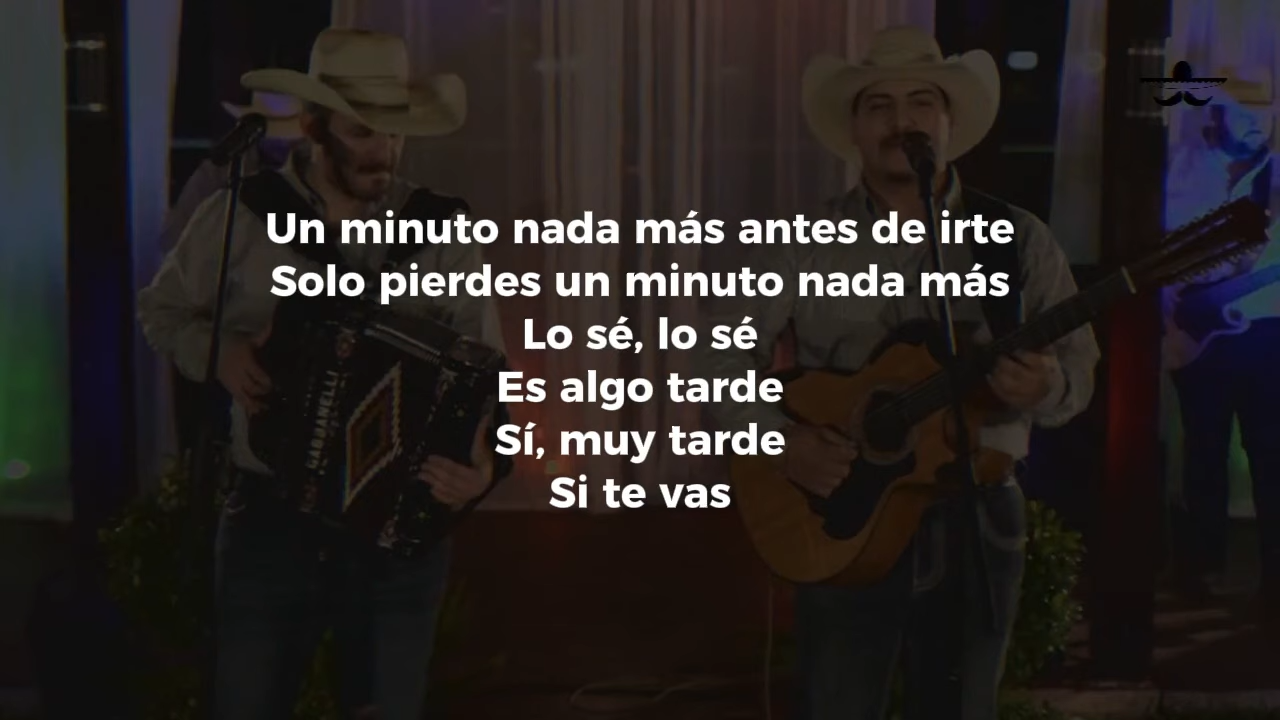 Un minuto nada más antes de irte
Solo pierdes un minuto nada más
Lo sé, lo sé
Es algo tarde
Sí, muy tarde
Si te vas
GABBANELLI